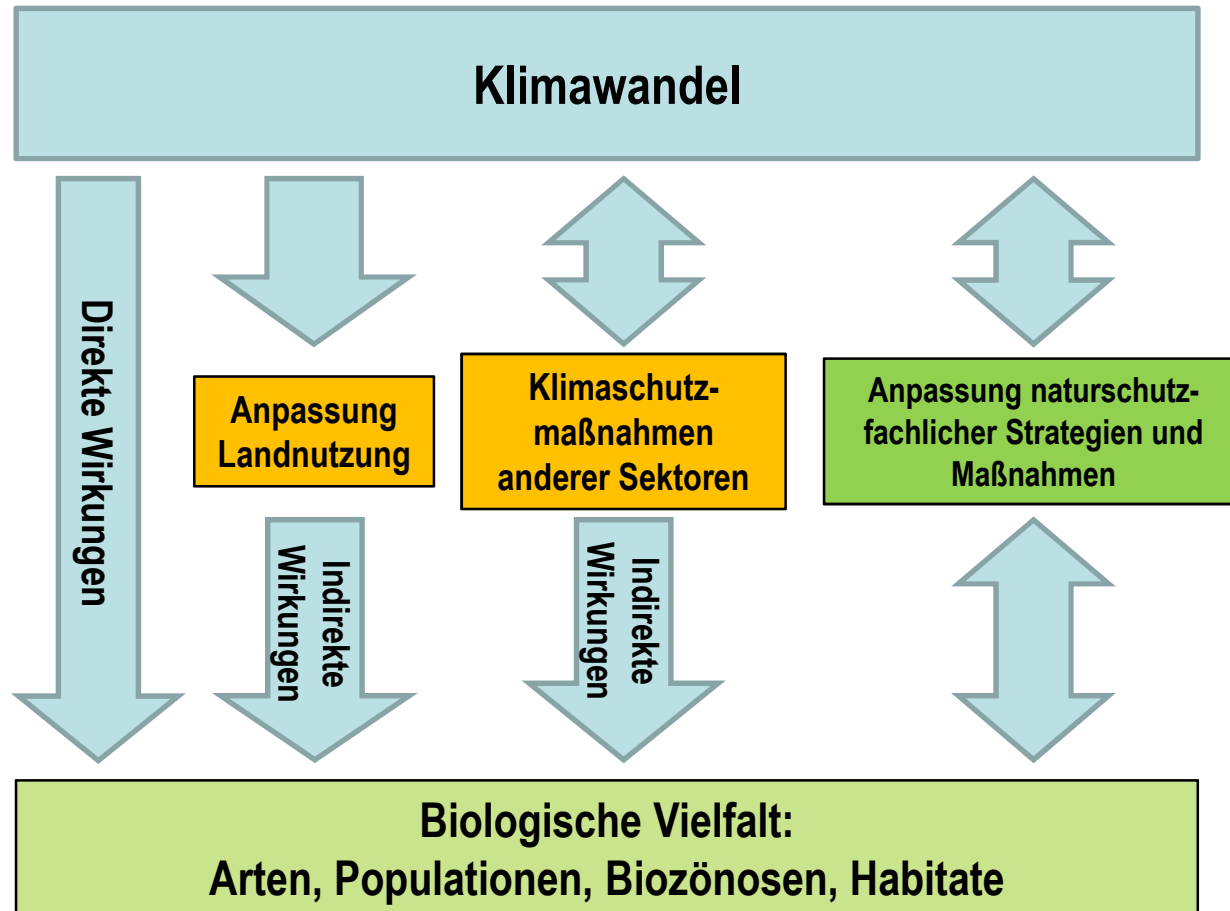 Klimawandel
Direkte Wirkungen
Anpassung
Landnutzung
Klimaschutz-
maßnahmen
anderer Sektoren
Anpassung naturschutz-
fachlicher Strategien und
Maßnahmen
Indirekte
Wirkungen
Indirekte
Wirkungen
Biologische Vielfalt:
Arten, Populationen, Biozönosen, Habitate